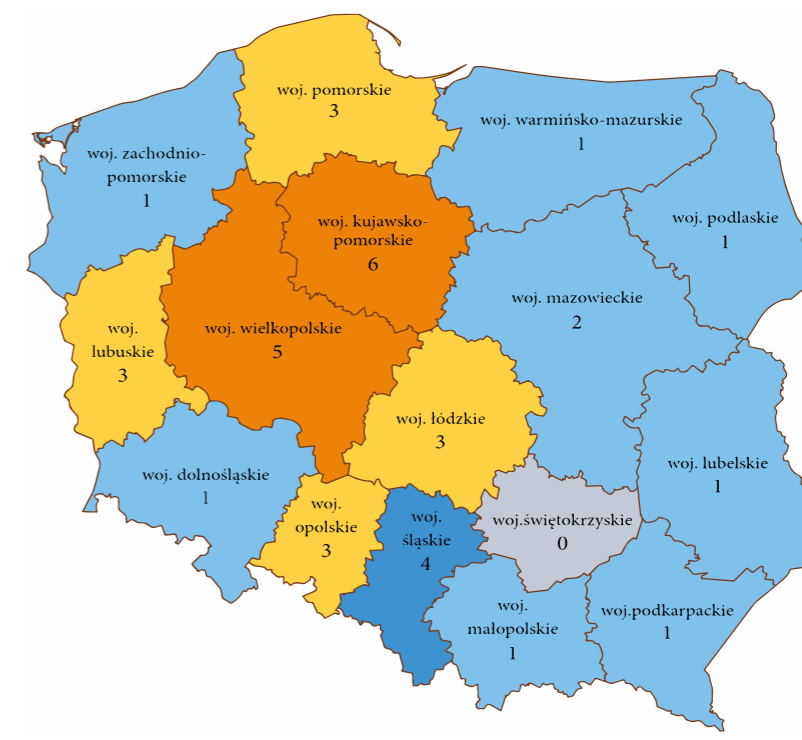 woj. pomorskie
3
woj. warmińsko-mazurskie
1
woj. zachodnio-
pomorskie
1
woj. kujawsko-
pomorskie
6
woj. podlaskie
1
woj. mazowieckie
2
woj. wielkopolskie
5
woj.
lubuskie
3
woj. łódzkie
3
woj. lubelskie
1
woj. dolnośląskie
1
woj.
opolskie
3
woj.
śląskie
4
woj.świętokrzyskie
0
woj.
małopolskie
1
woj.podkarpackie
1